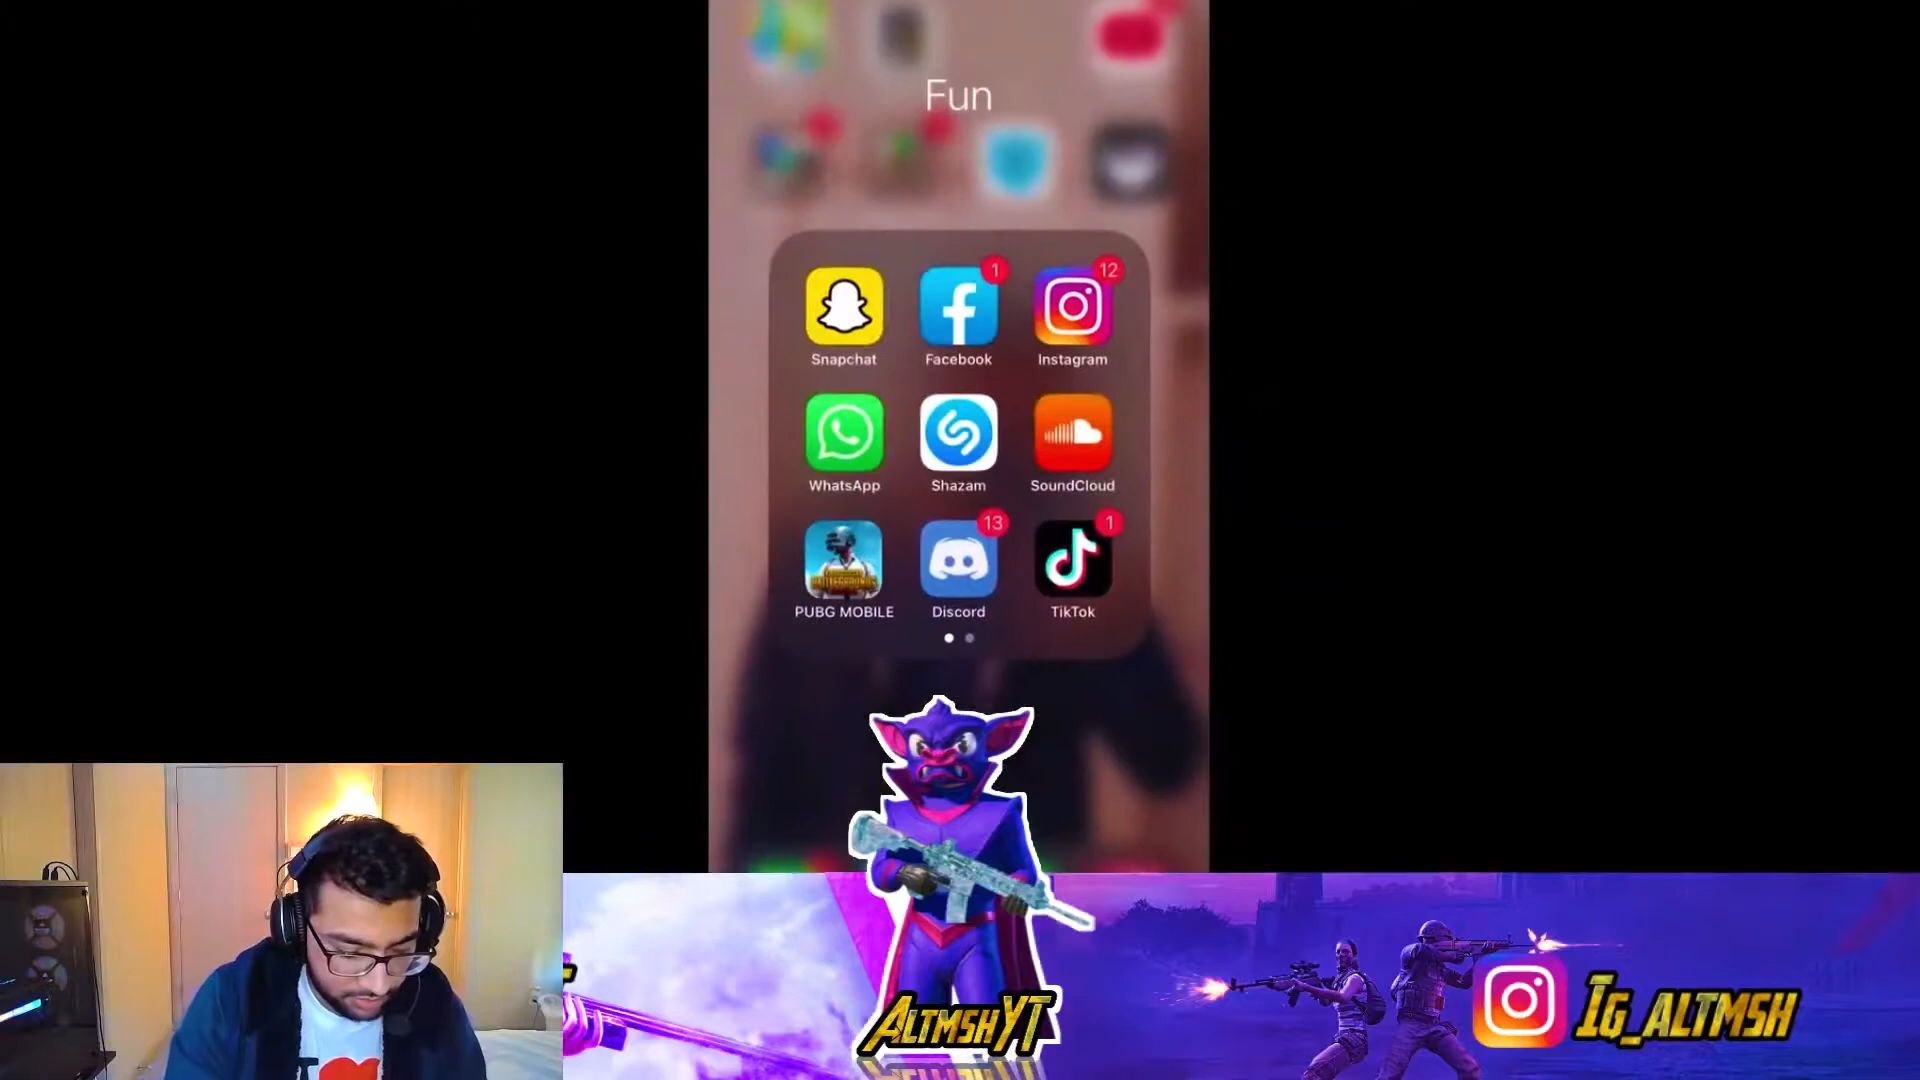 Fun
1
12
Snapchat
Facebook
Instagram
WhatsApp
Shazam
SoundCloud
13
1
PUBG MOBILE
Discord
TikTok
ALTMSHYT
IG_ALTMSH